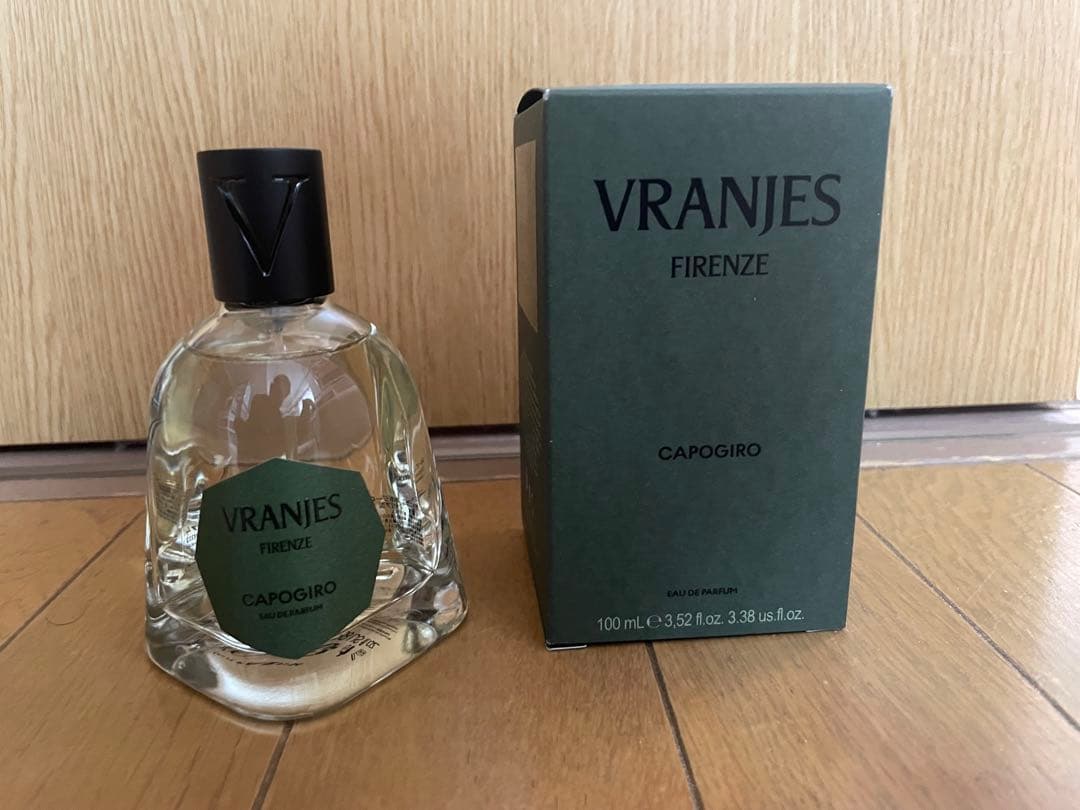 V
VRANJES
FIRENZE
CAPOGIRO
EAU DE PARFUM
VRANJES
FIRENZE
CAPOGIRO
EAU DE PARFUM
100 mL ℮ 3,52 fl.oz. 3.38 us.fl.oz.